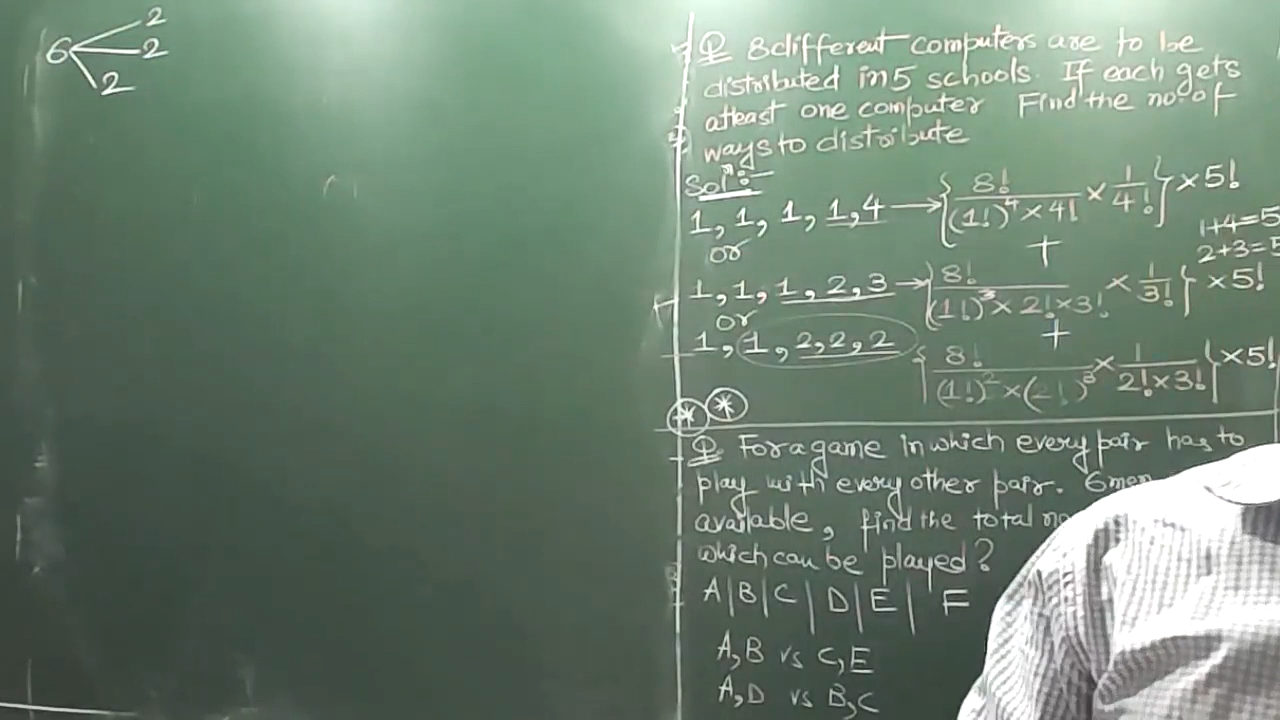 6 2
2
2
Q 8 different computers are to be
distributed in 5 schools. If each gets
atleast one computer Find the no. of
ways to distribute
Solⁿ:-
1, 1, 1, 1, 4 → { 8! / (1!)⁴ × 4! × 1/4! } × 5!
or
+
1+4=5
2+3=5
1, 1, 1, 2, 3 → { 8! / (1!)³ × 2! × 3! × 1/3! } × 5!
or
+
1, 1, 2, 2, 2 { 8! / (1!)² × (2!)³ × 1/2! × 3! } × 5!
* *
Q For a game in which every pair has to
play with every other pair. 6 men
available, find the total no
which can be played?
A | B | C | D | E | F
A, B vs C, E
A, D vs B, C